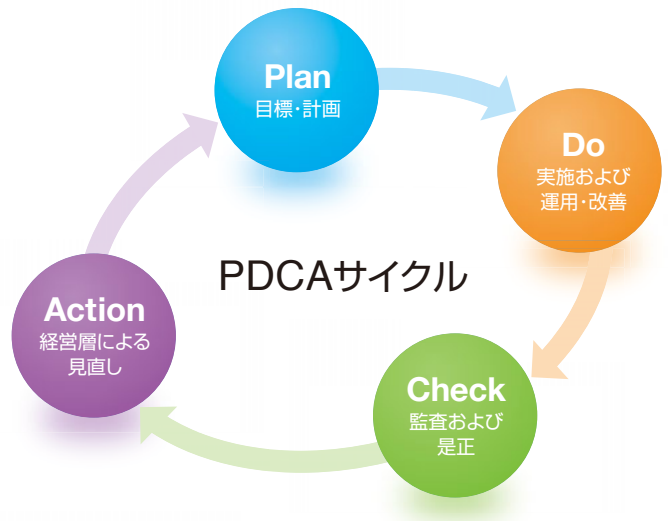 Plan
目標・計画
Do
実施および
運用・改善
PDCAサイクル
Action
経営層による
見直し
Check
監査および
是正